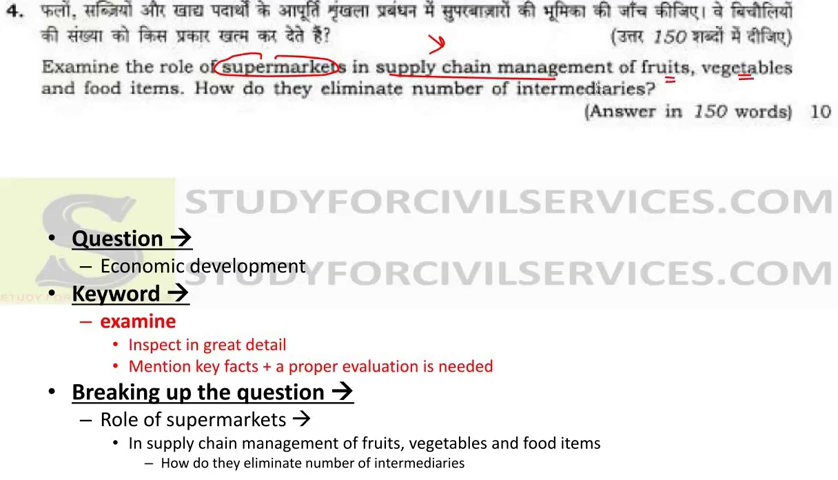 4. फलों, सब्जियों और खाद्य पदार्थों के आपूर्ति शृंखला प्रबंधन में सुपरबाज़ारों की भूमिका की जाँच कीजिए। वे बिचौलियों
की संख्या को किस प्रकार खत्म कर देते हैं? (उत्तर 150 शब्दों में दीजिए)
Examine the role of supermarkets in supply chain management of fruits, vegetables
and food items. How do they eliminate number of intermediaries?
(Answer in 150 words) 10
STUDYFORCIVILSERVICES.COM
• Question →
– Economic development
STUDYFORCIVILSERVICES.COM
• Keyword →
– examine
• Inspect in great detail
• Mention key facts + a proper evaluation is needed
• Breaking up the question →
– Role of supermarkets →
• In supply chain management of fruits, vegetables and food items
– How do they eliminate number of intermediaries